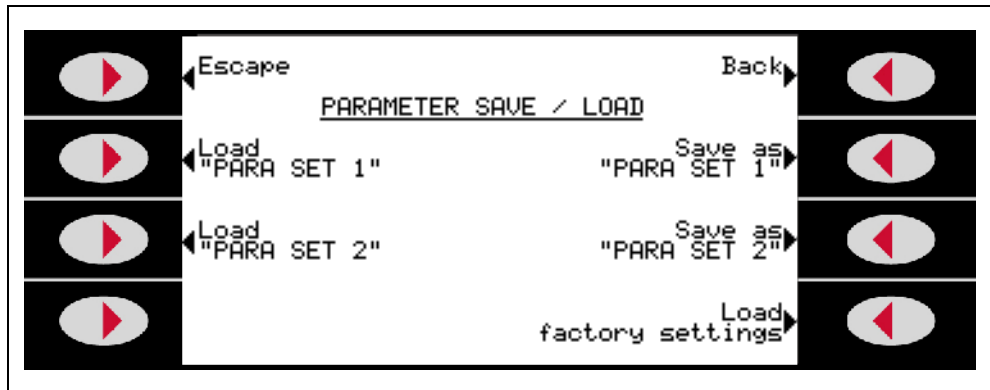 Escape
Back
PARAMETER SAVE / LOAD
Load
"PARA SET 1"
Save as
"PARA SET 1"
Load
"PARA SET 2"
Save as
"PARA SET 2"
Load
factory settings